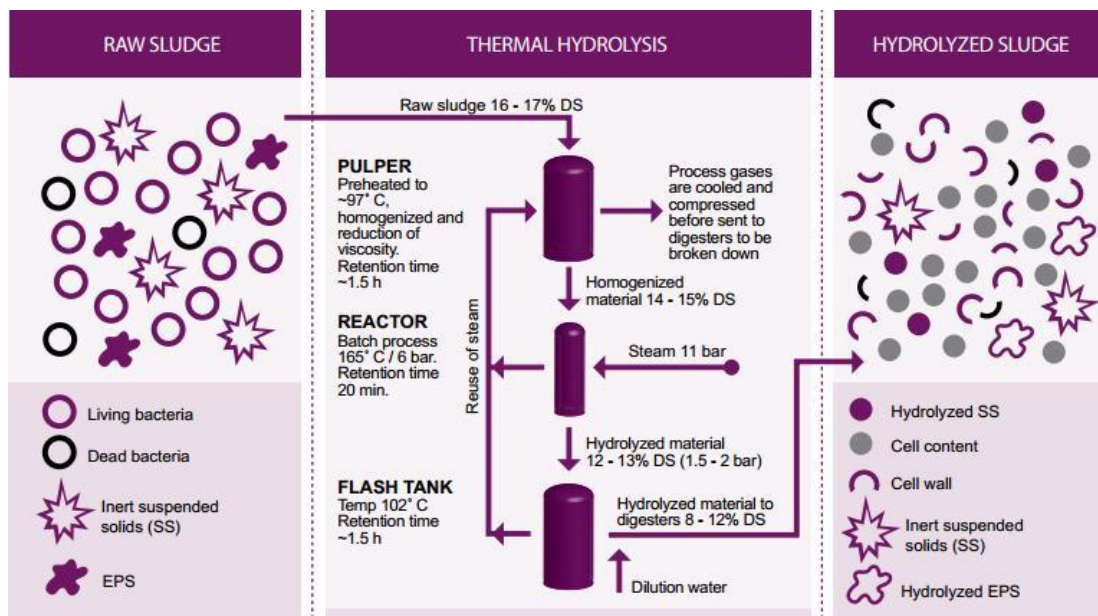 RAW SLUDGE
THERMAL HYDROLYSIS
HYDROLYZED SLUDGE
Raw sludge 16 - 17% DS
PULPER
Preheated to
~97˚ C,
homogenized and
reduction of
viscosity.
Retention time
~1.5 h
Process gases
are cooled and
compressed
before sent to
digesters to be
broken down
Homogenized
material 14 - 15% DS
REACTOR
Batch process
165˚ C / 6 bar.
Retention time
20 min.
Reuse of steam
Steam 11 bar
Hydrolyzed material
12 - 13% DS (1.5 - 2 bar)
FLASH TANK
Temp 102˚ C
Retention time
~1.5 h
Hydrolyzed material to
digesters 8 - 12% DS
Dilution water
Living bacteria
Dead bacteria
Inert suspended
solids (SS)
EPS
Hydrolyzed SS
Cell content
Cell wall
Inert suspended
solids (SS)
Hydrolyzed EPS